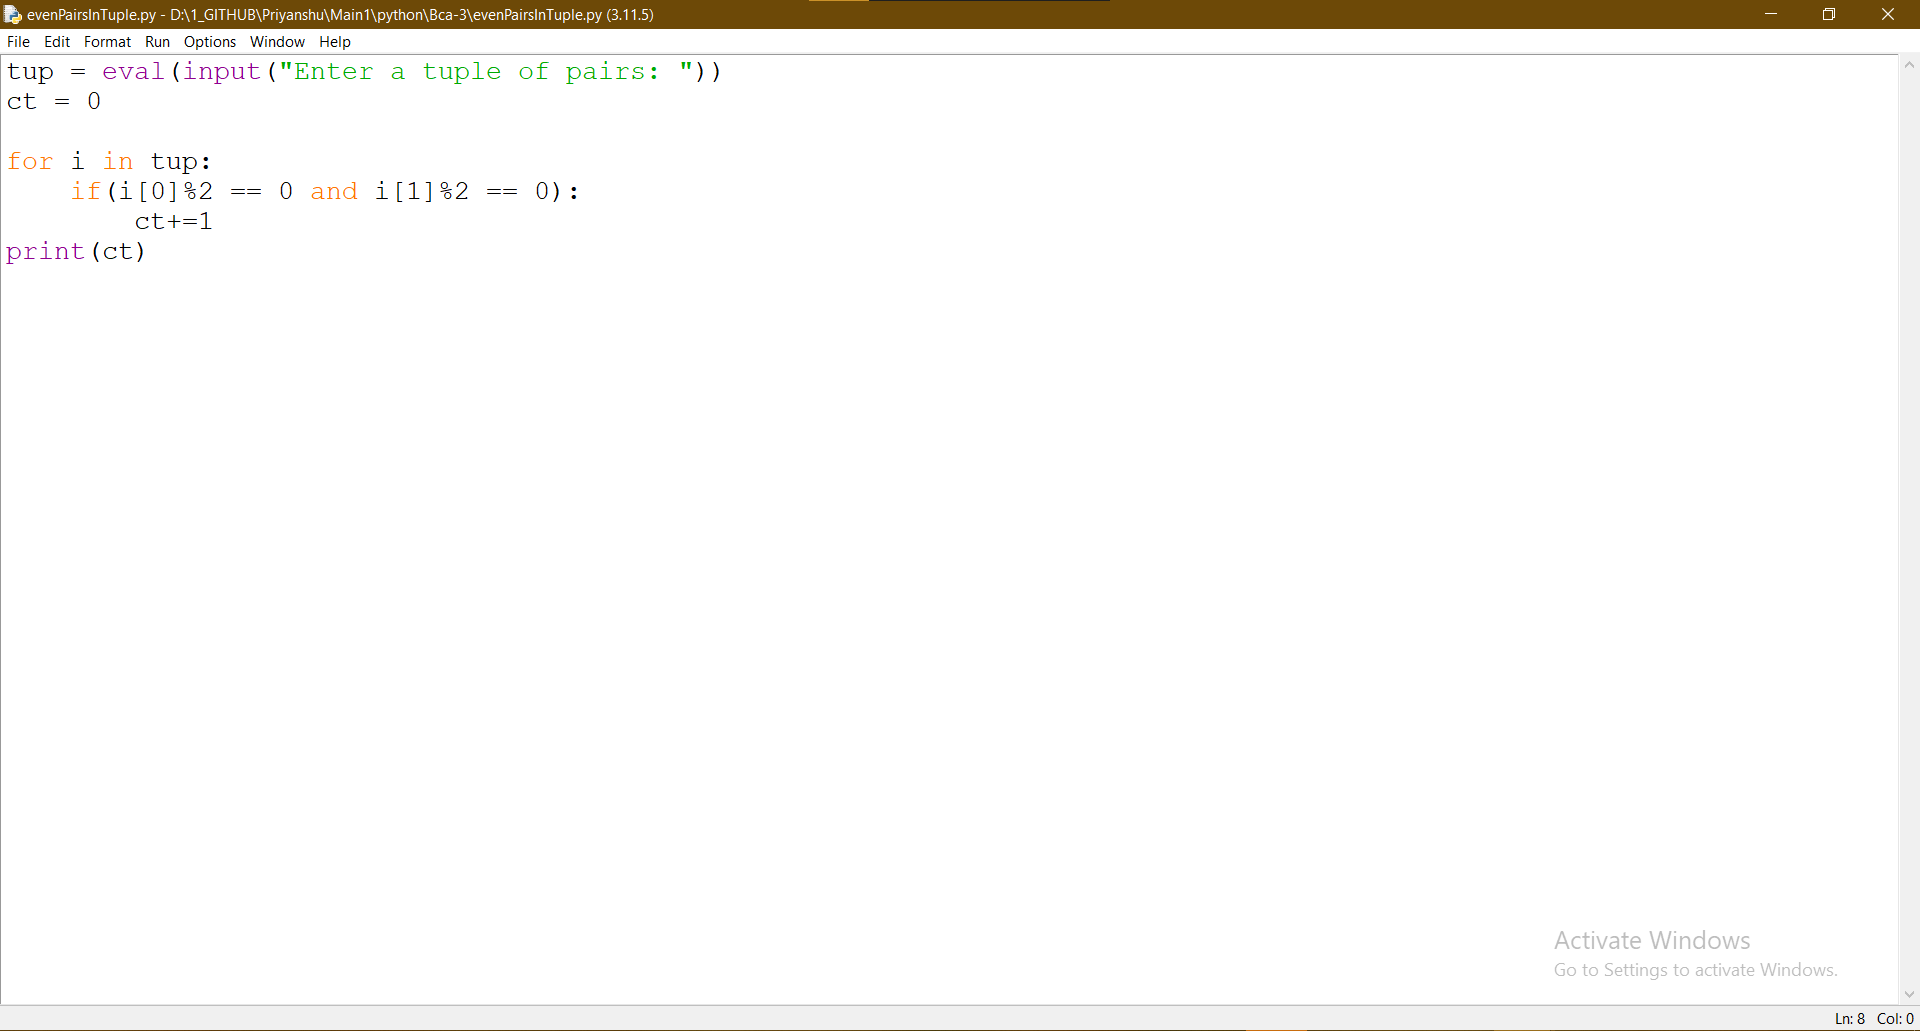 evenPairsInTuple.py - D:\1_GITHUB\Priyanshu\Main1\python\Bca-3\evenPairsInTuple.py (3.11.5)
File Edit Format Run Options Window Help
tup = eval(input("Enter a tuple of pairs: "))
ct = 0
for i in tup:
    if(i[0]%2 == 0 and i[1]%2 == 0):
        ct+=1
print(ct)
Activate Windows
Go to Settings to activate Windows.
Ln: 8 Col: 0